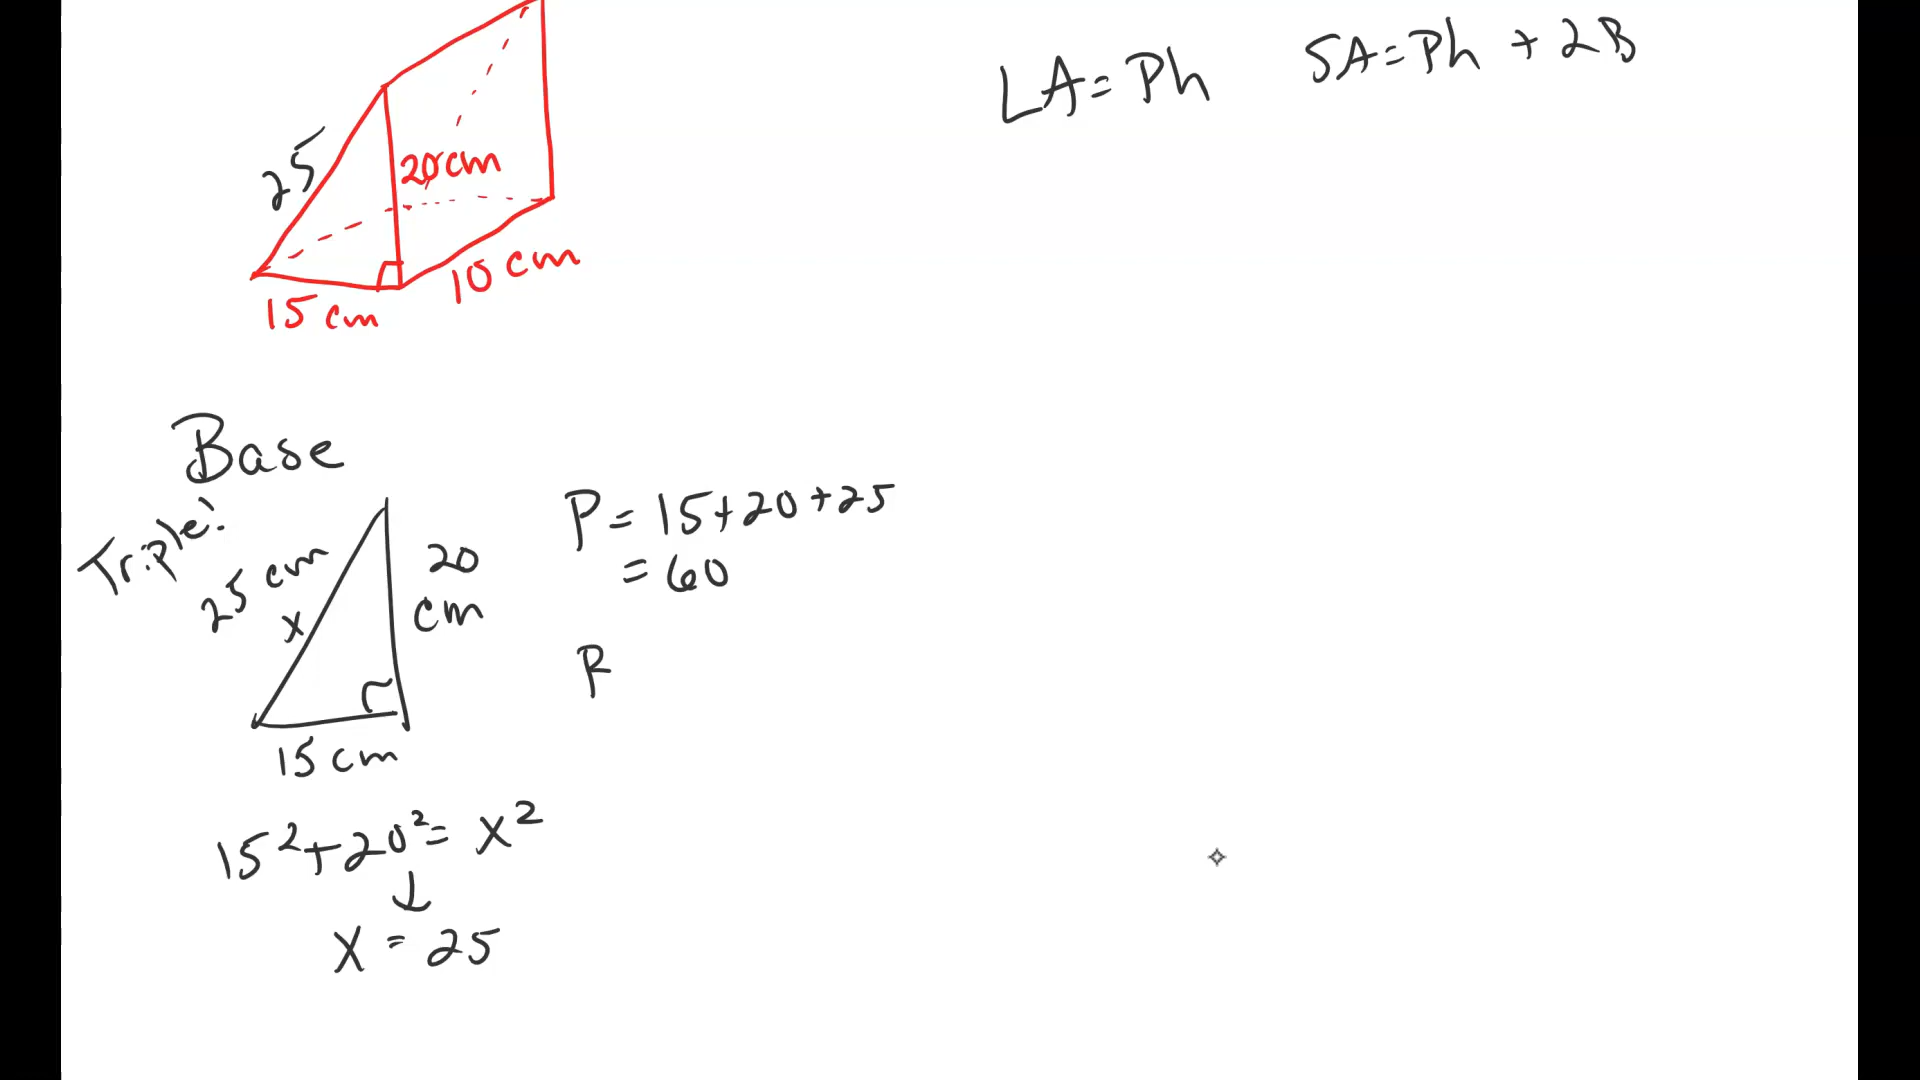 LA = Ph   SA = Ph + 2B
25
20cm
10 cm
15 cm
Base
Triple!
25 cm
x
20
cm
15 cm
P = 15+20+25
= 60
15²+20²= x²
↓
x = 25